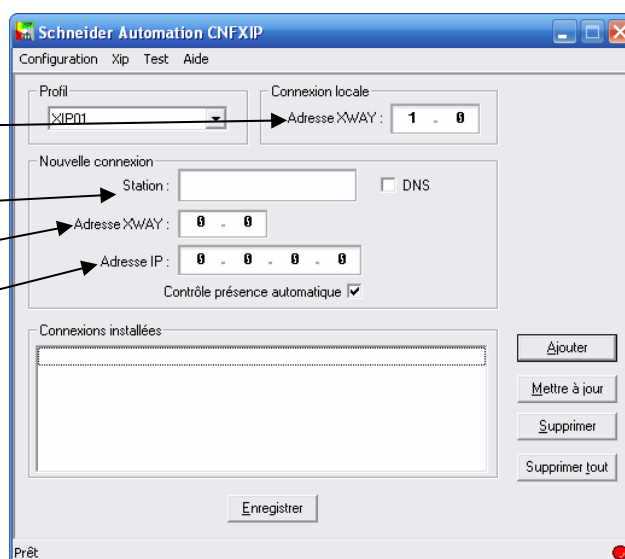 Schneider Automation CNFXIP
Configuration Xip Test Aide
Profil
XIP01
Connexion locale
Adresse XWAY : 1 . 0
Nouvelle connexion
Station :
DNS
Adresse XWAY : 0 . 0
Adresse IP : 0 . 0 . 0 . 0
Contrôle présence automatique
Connexions installées
Ajouter
Mettre à jour
Supprimer
Supprimer tout
Enregistrer
Prêt